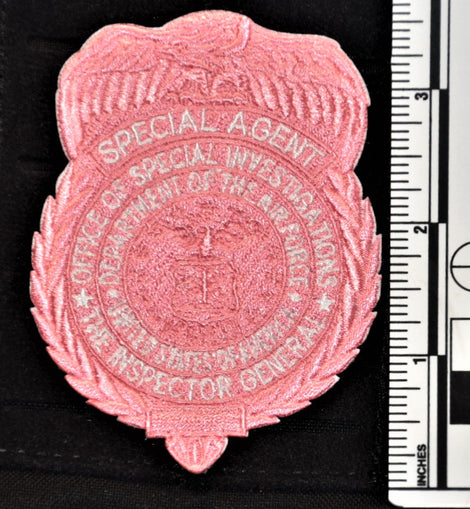 SPECIAL AGENT
OFFICE OF SPECIAL INVESTIGATIONS
DEPARTMENT OF THE AIR FORCE
UNITED STATES OF AMERICA
THE INSPECTOR GENERAL
3
2
1
INCHES